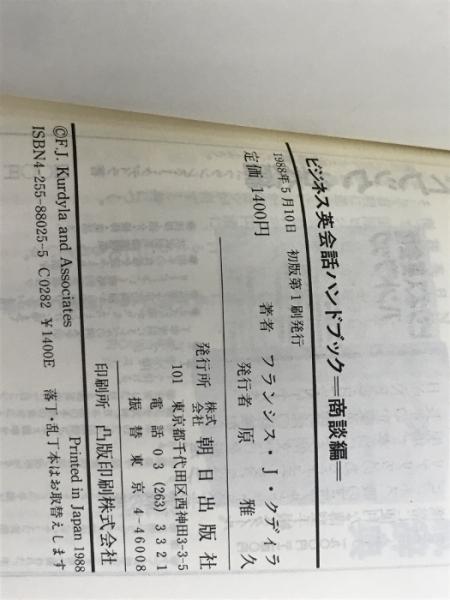 ビジネス英会話ハンドブック=商談編=
1988年5月10日 初版第1刷発行
定価 1400円
著者 フランシス・J・クディラ
発行者 原 雅久
発行所 株式会社 朝日出版社
101 東京都千代田区西神田3-3-5
電話03(263)3321
振替東京4-46008
印刷所 凸版印刷株式会社
Printed in Japan 1988
©F.J. Kurdyla and Associates
ISBN4-255-88025-5 C0282 ¥1400E 落丁・乱丁本はお取替えします